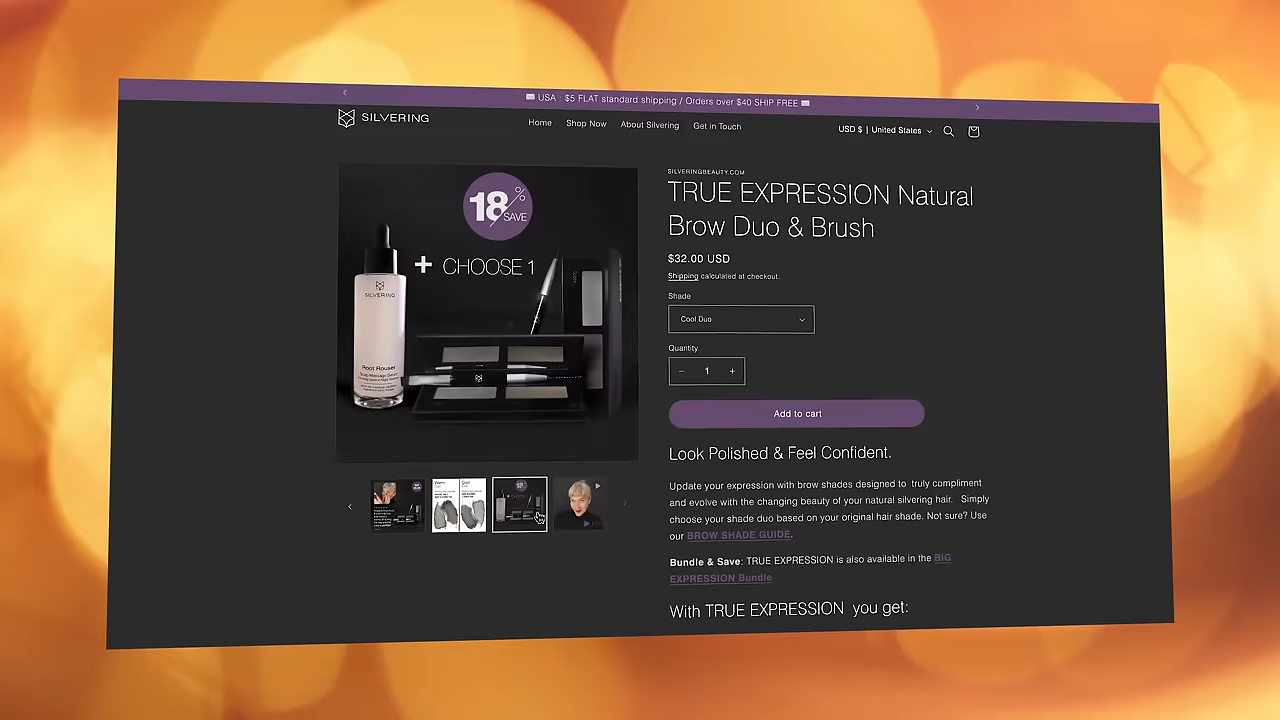 USA : $5 FLAT standard shipping / Orders over $40 SHIP FREE
SILVERING
Home
Shop Now
About Silvering
Get in Touch
USD $ | United States
18%
SAVE
+ CHOOSE 1
SILVERING
Root Rouser
Scalp Massage Serum
SILVERINGBEAUTY.COM
TRUE EXPRESSION Natural
Brow Duo & Brush
$32.00 USD
Shipping calculated at checkout.
Shade
Cool Duo
Quantity
− 1 +
Add to cart
Look Polished & Feel Confident.
Update your expression with brow shades designed to truly compliment
and evolve with the changing beauty of your natural silvering hair. Simply
choose your shade duo based on your original hair shade. Not sure? Use
our BROW SHADE GUIDE.
Bundle & Save: TRUE EXPRESSION is also available in the BIG
EXPRESSION Bundle
With TRUE EXPRESSION you get: